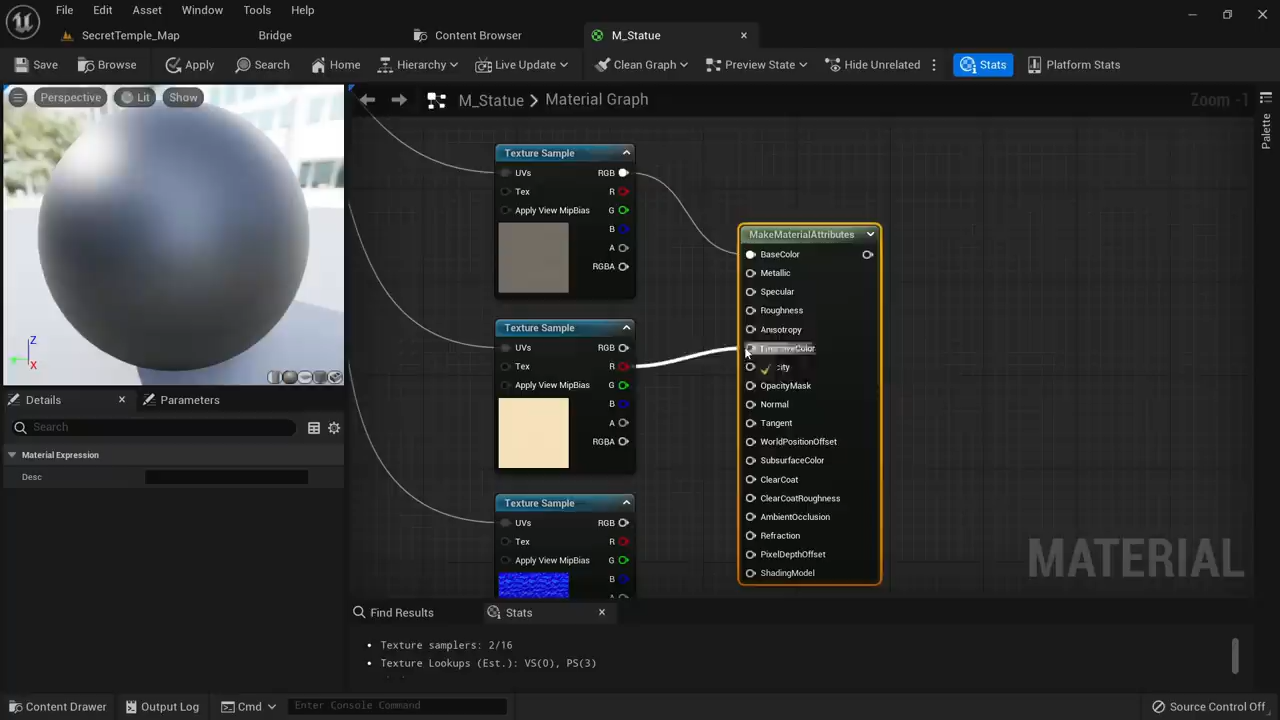 File Edit Asset Window Tools Help
SecretTemple_Map Bridge Content Browser M_Statue
Save Browse Apply Search Home Hierarchy Live Update Clean Graph Preview State Hide Unrelated Stats Platform Stats
Perspective Lit Show
M_Statue > Material Graph
Zoom -1
Palette
Texture Sample
UVs RGB
Tex R
Apply View MipBias G
B
A
RGBA
Texture Sample
UVs RGB
Tex R
Apply View MipBias G
B
A
RGBA
Texture Sample
UVs RGB
Tex R
Apply View MipBias G
B
A
MakeMaterialAttributes
BaseColor
Metallic
Specular
Roughness
Anisotropy
city
OpacityMask
Normal
Tangent
WorldPositionOffset
SubsurfaceColor
ClearCoat
ClearCoatRoughness
AmbientOcclusion
Refraction
PixelDepthOffset
ShadingModel
MATERIAL
Z
X
Details Parameters
Search
Material Expression
Desc
Find Results Stats
Texture samplers: 2/16
Texture Lookups (Est.): VS(0), PS(3)
Content Drawer Output Log Cmd Enter Console Command Source Control Off